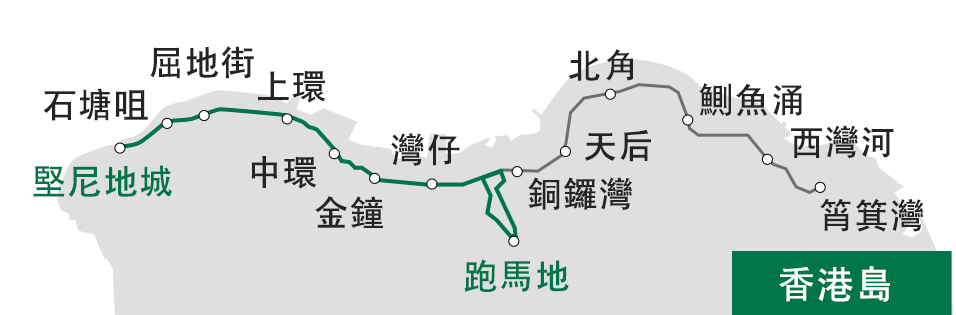 堅尼地城
石塘咀
屈地街
上環
中環
金鐘
灣仔
跑馬地
銅鑼灣
天后
北角
鰂魚涌
西灣河
筲箕灣
香港島